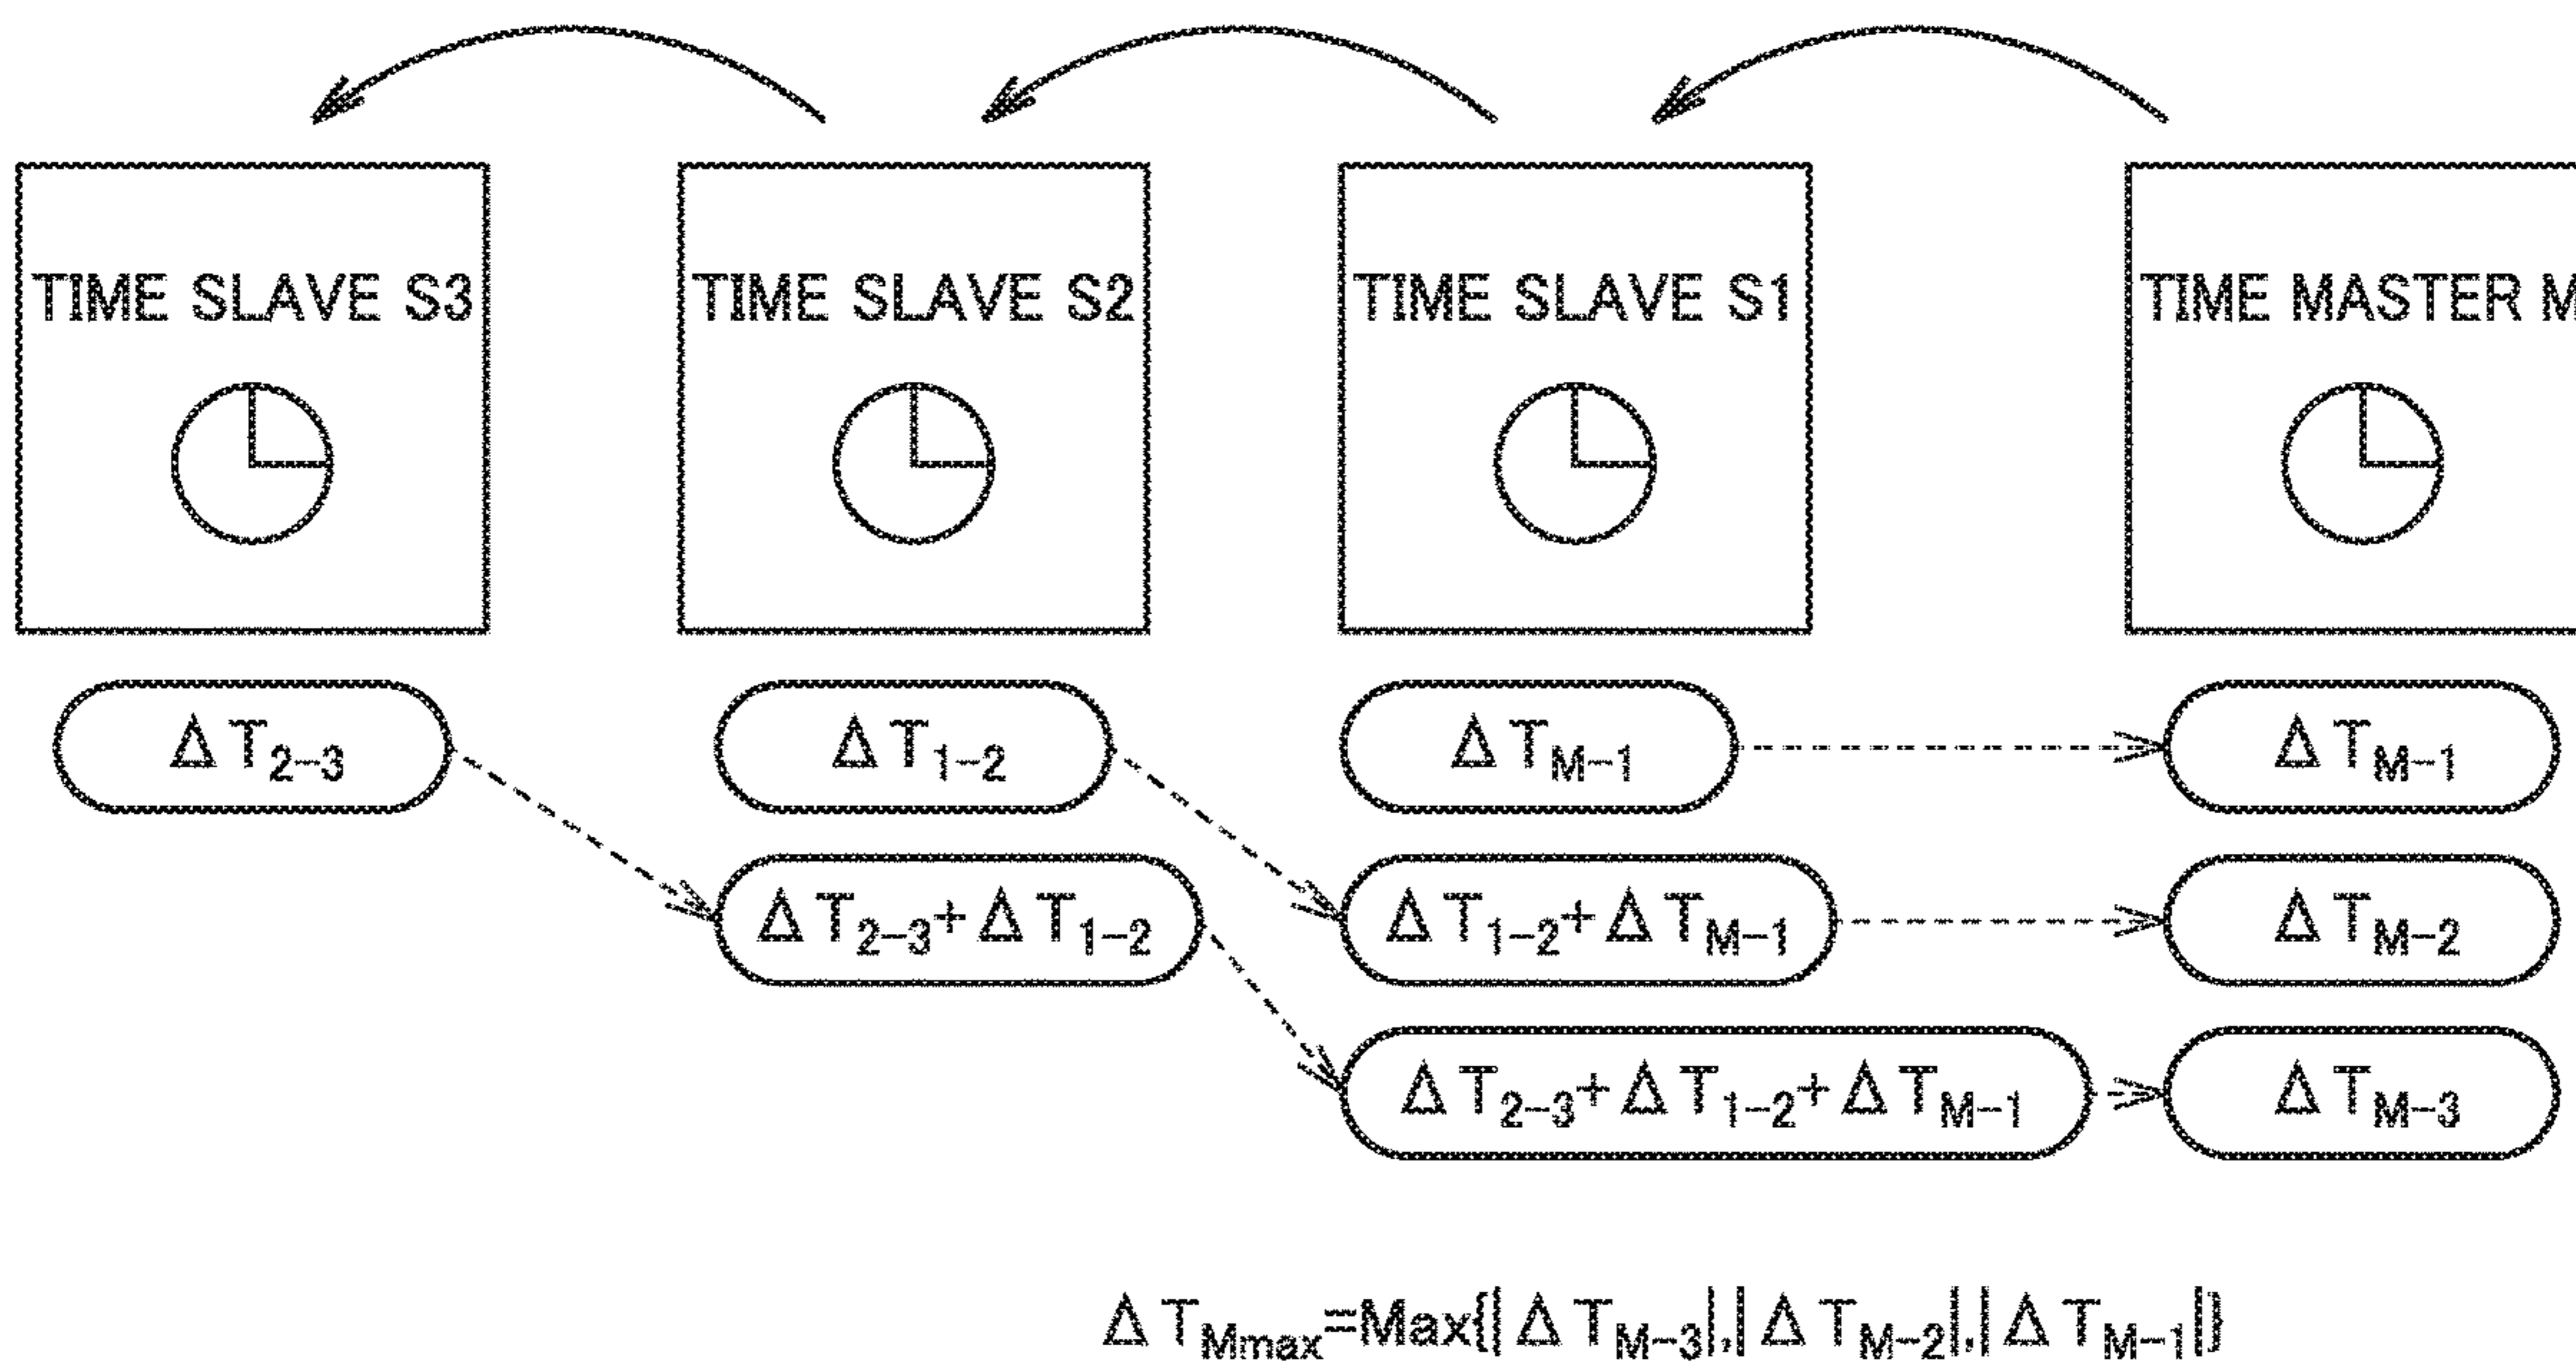 TIME SLAVE S3 TIME SLAVE S2 TIME SLAVE S1 TIME MASTER M
ΔT2-3 ΔT1-2 ΔTM-1 ΔTM-1
ΔT2-3+ΔT1-2 ΔT1-2+ΔTM-1 ΔTM-2
ΔT2-3+ΔT1-2+ΔTM-1 ΔTM-3
ΔTMmax=Max{|ΔTM-3|,|ΔTM-2|,|ΔTM-1|}